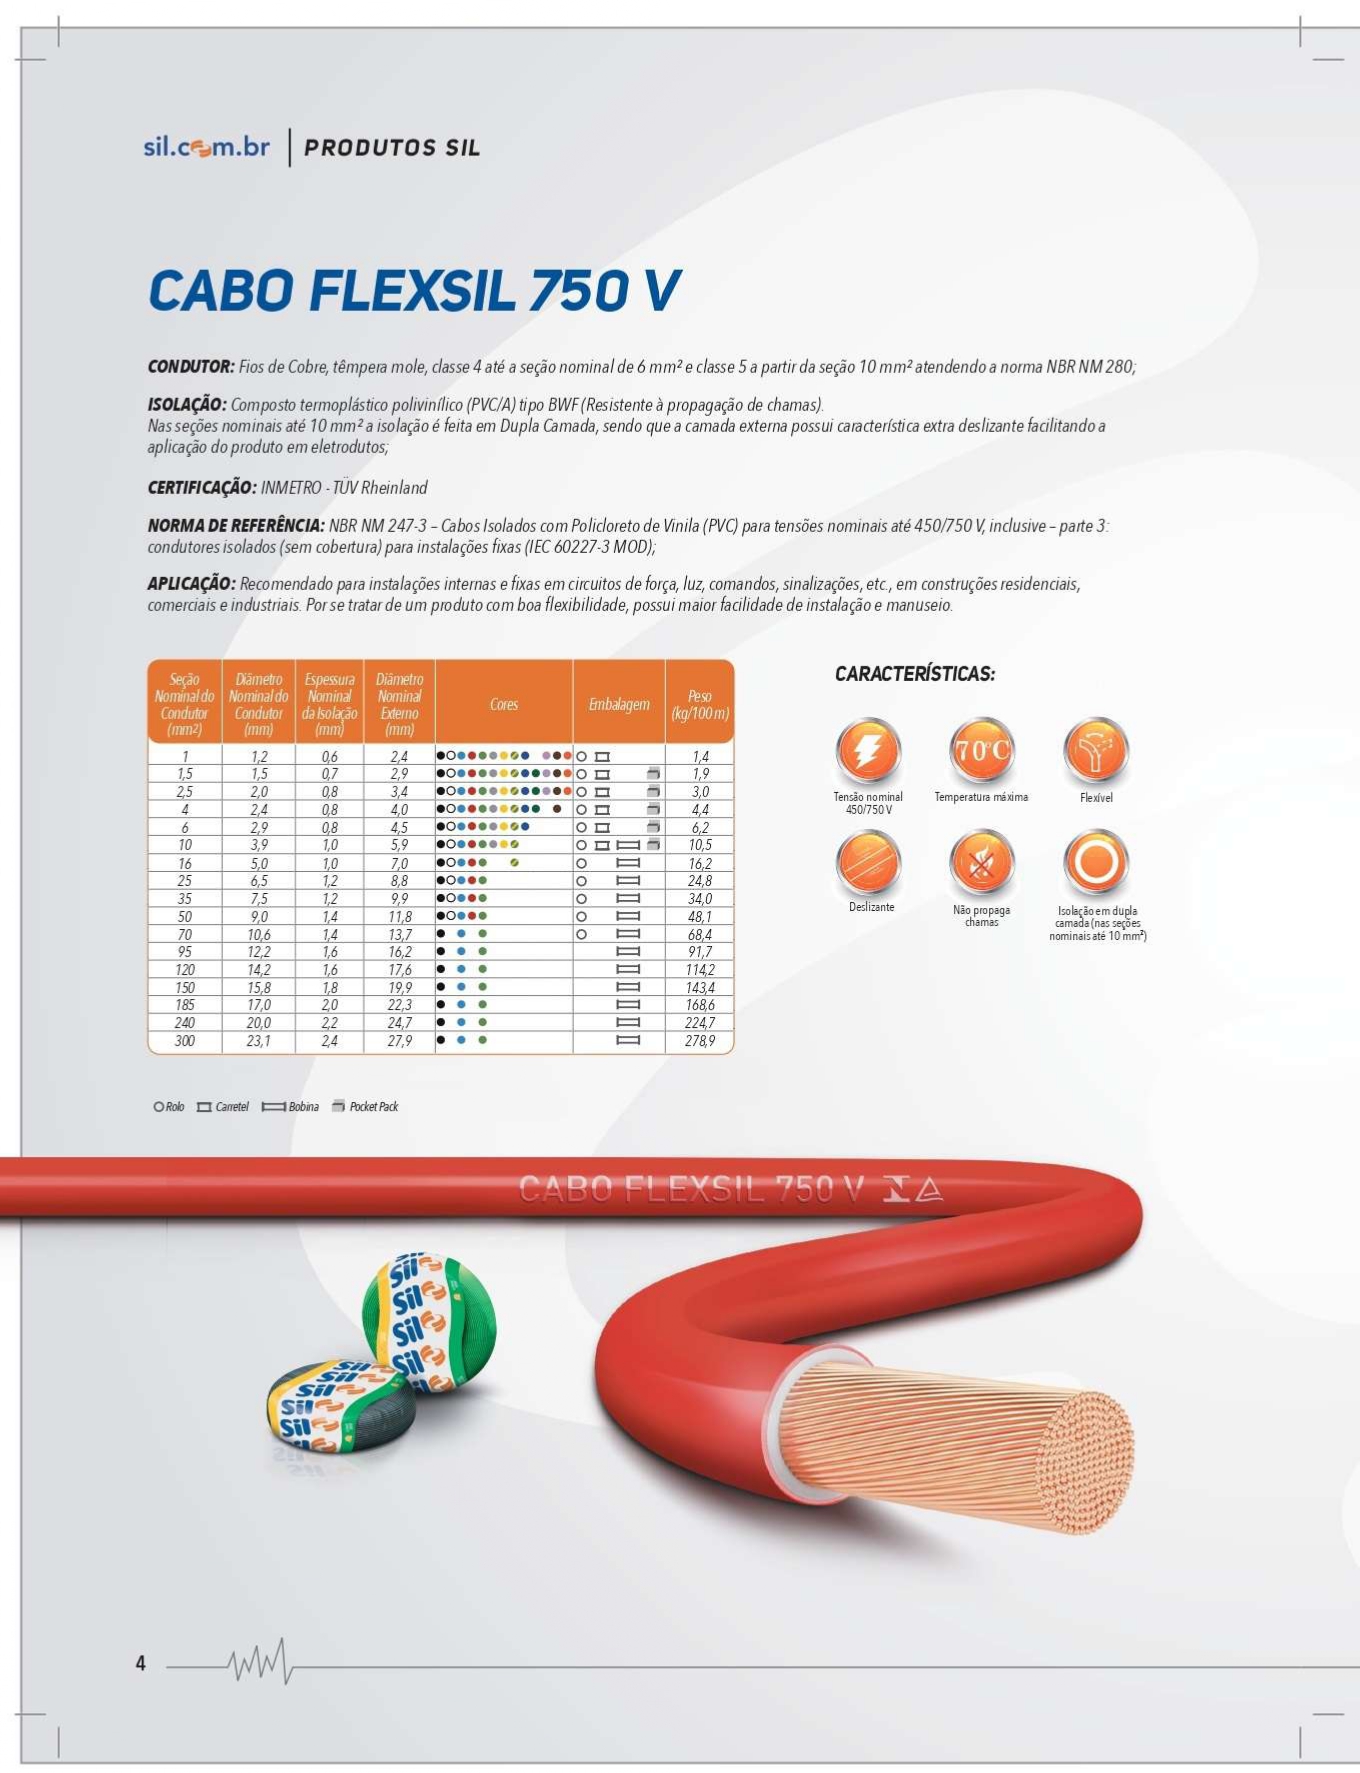 sil.com.br | PRODUTOS SIL
CABO FLEXSIL 750 V
CONDUTOR: Fios de Cobre, têmpera mole, classe 4 até a seção nominal de 6 mm² e classe 5 a partir da seção 10 mm² atendendo a norma NBR NM 280;
ISOLAÇÃO: Composto termoplástico polivinílico (PVC/A) tipo BWF (Resistente à propagação de chamas).
Nas seções nominais até 10 mm² a isolação é feita em Dupla Camada, sendo que a camada externa possui característica extra deslizante facilitando a
aplicação do produto em eletrodutos;
CERTIFICAÇÃO: INMETRO - TÜV Rheinland
NORMA DE REFERÊNCIA: NBR NM 247-3 – Cabos Isolados com Policloreto de Vinila (PVC) para tensões nominais até 450/750 V, inclusive – parte 3:
condutores isolados (sem cobertura) para instalações fixas (IEC 60227-3 MOD);
APLICAÇÃO: Recomendado para instalações internas e fixas em circuitos de força, luz, comandos, sinalizações, etc., em construções residenciais,
comerciais e industriais. Por se tratar de um produto com boa flexibilidade, possui maior facilidade de instalação e manuseio.
Seção Nominal do Condutor (mm²) Diâmetro Nominal do Condutor (mm) Espessura Nominal da Isolação (mm) Diâmetro Nominal Externo (mm) Cores Embalagem Peso (kg/100 m)
1 1,2 0,6 2,4 1,4
1,5 1,5 0,7 2,9 1,9
2,5 2,0 0,8 3,4 3,0
4 2,4 0,8 4,0 4,4
6 2,9 0,8 4,5 6,2
10 3,9 1,0 5,9 10,5
16 5,0 1,0 7,0 16,2
25 6,5 1,2 8,8 24,8
35 7,5 1,2 9,9 34,0
50 9,0 1,4 11,8 48,1
70 10,6 1,4 13,7 68,4
95 12,2 1,6 16,2 91,7
120 14,2 1,6 17,6 114,2
150 15,8 1,8 19,9 143,4
185 17,0 2,0 22,3 168,6
240 20,0 2,2 24,7 224,7
300 23,1 2,4 27,9 278,9
Rolo Carretel Bobina Pocket Pack
CARACTERÍSTICAS:
70°C
Tensão nominal
450/750 V
Temperatura máxima
Flexível
Deslizante
Não propaga
chamas
Isolação em dupla
camada (nas seções
nominais até 10 mm²)
CABO FLEXSIL 750 V
Sil
Sil
Sil
Sil
Sil
Sil
Sil
Sil
4